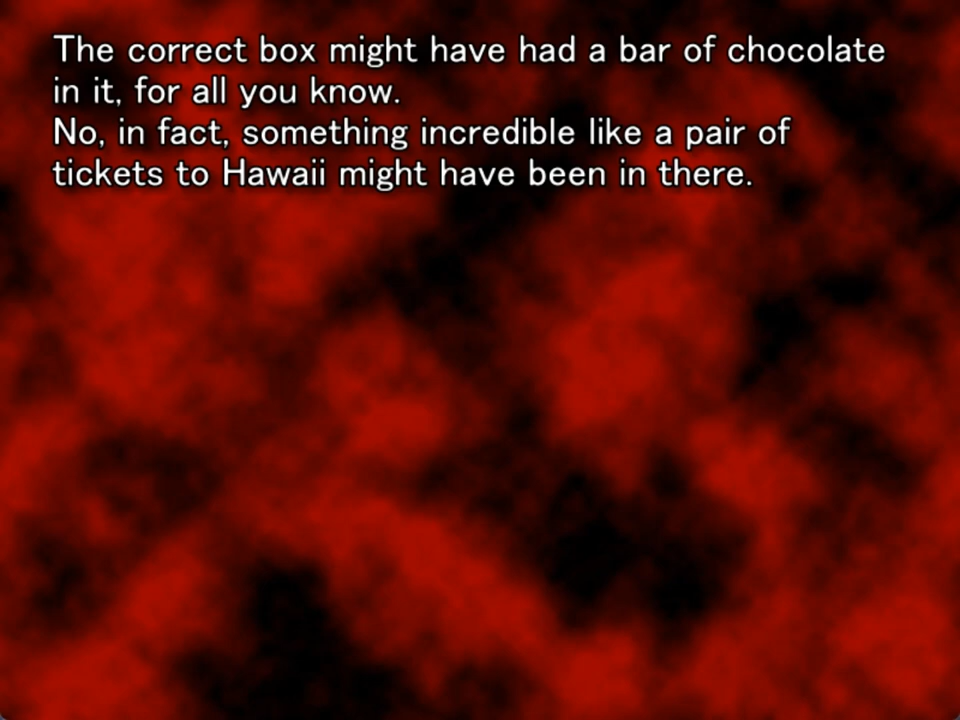 The correct box might have had a bar of chocolate
in it, for all you know.
No, in fact, something incredible like a pair of
tickets to Hawaii might have been in there.